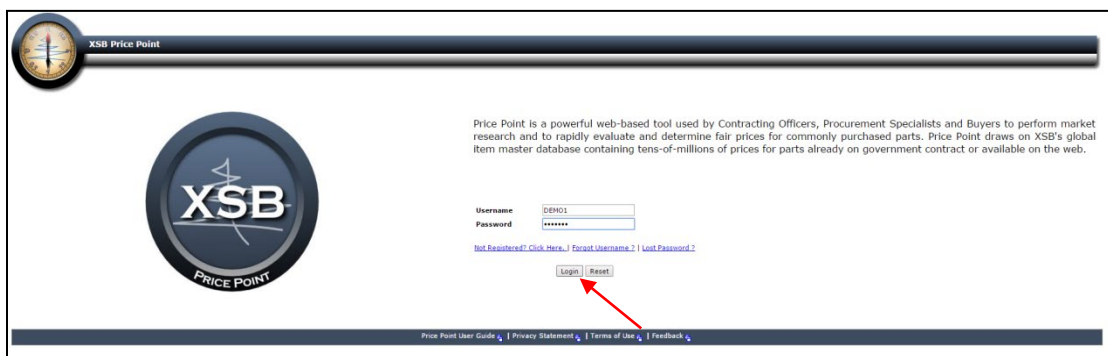 XSB Price Point
Price Point is a powerful web-based tool used by Contracting Officers, Procurement Specialists and Buyers to perform market
research and to rapidly evaluate and determine fair prices for commonly purchased parts. Price Point draws on XSB's global
item master database containing tens-of-millions of prices for parts already on government contract or available on the web.
XSB
PRICE POINT
Username DEMO1
Password •••••••
Not Registered? Click Here. | Forgot Username ? | Lost Password ?
Login Reset
Price Point User Guide | Privacy Statement | Terms of Use | Feedback